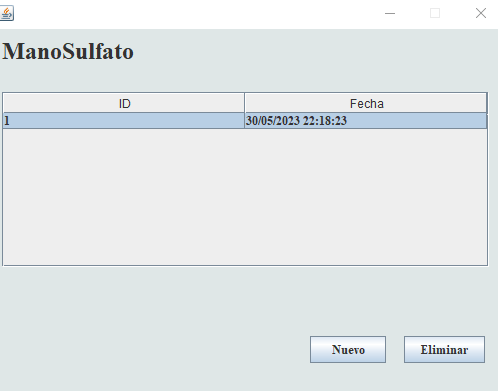 ManoSulfato
ID Fecha
1 30/05/2023 22:18:23
Nuevo Eliminar